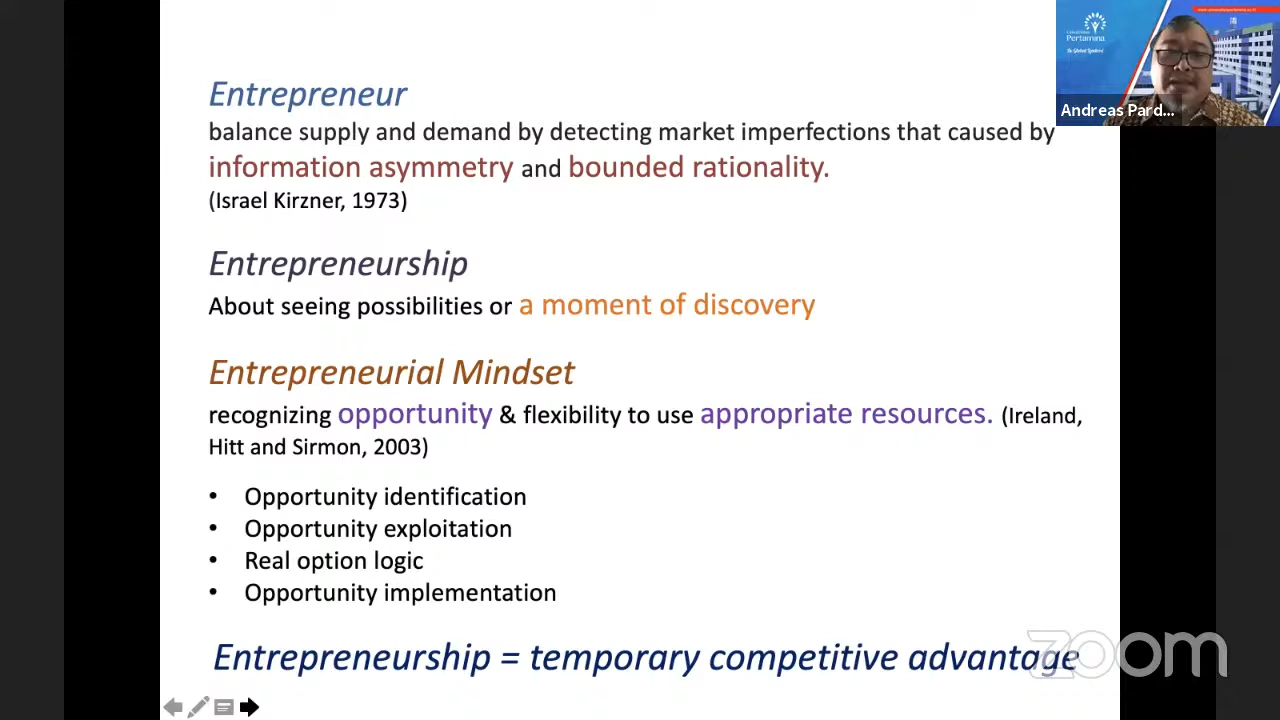 Entrepreneur
balance supply and demand by detecting market imperfections that caused by
information asymmetry and bounded rationality.
(Israel Kirzner, 1973)
Entrepreneurship
About seeing possibilities or a moment of discovery
Entrepreneurial Mindset
recognizing opportunity & flexibility to use appropriate resources. (Ireland,
Hitt and Sirmon, 2003)
• Opportunity identification
• Opportunity exploitation
• Real option logic
• Opportunity implementation
Entrepreneurship = temporary competitive advantage
zoom
Pertamina
Andreas Pard...